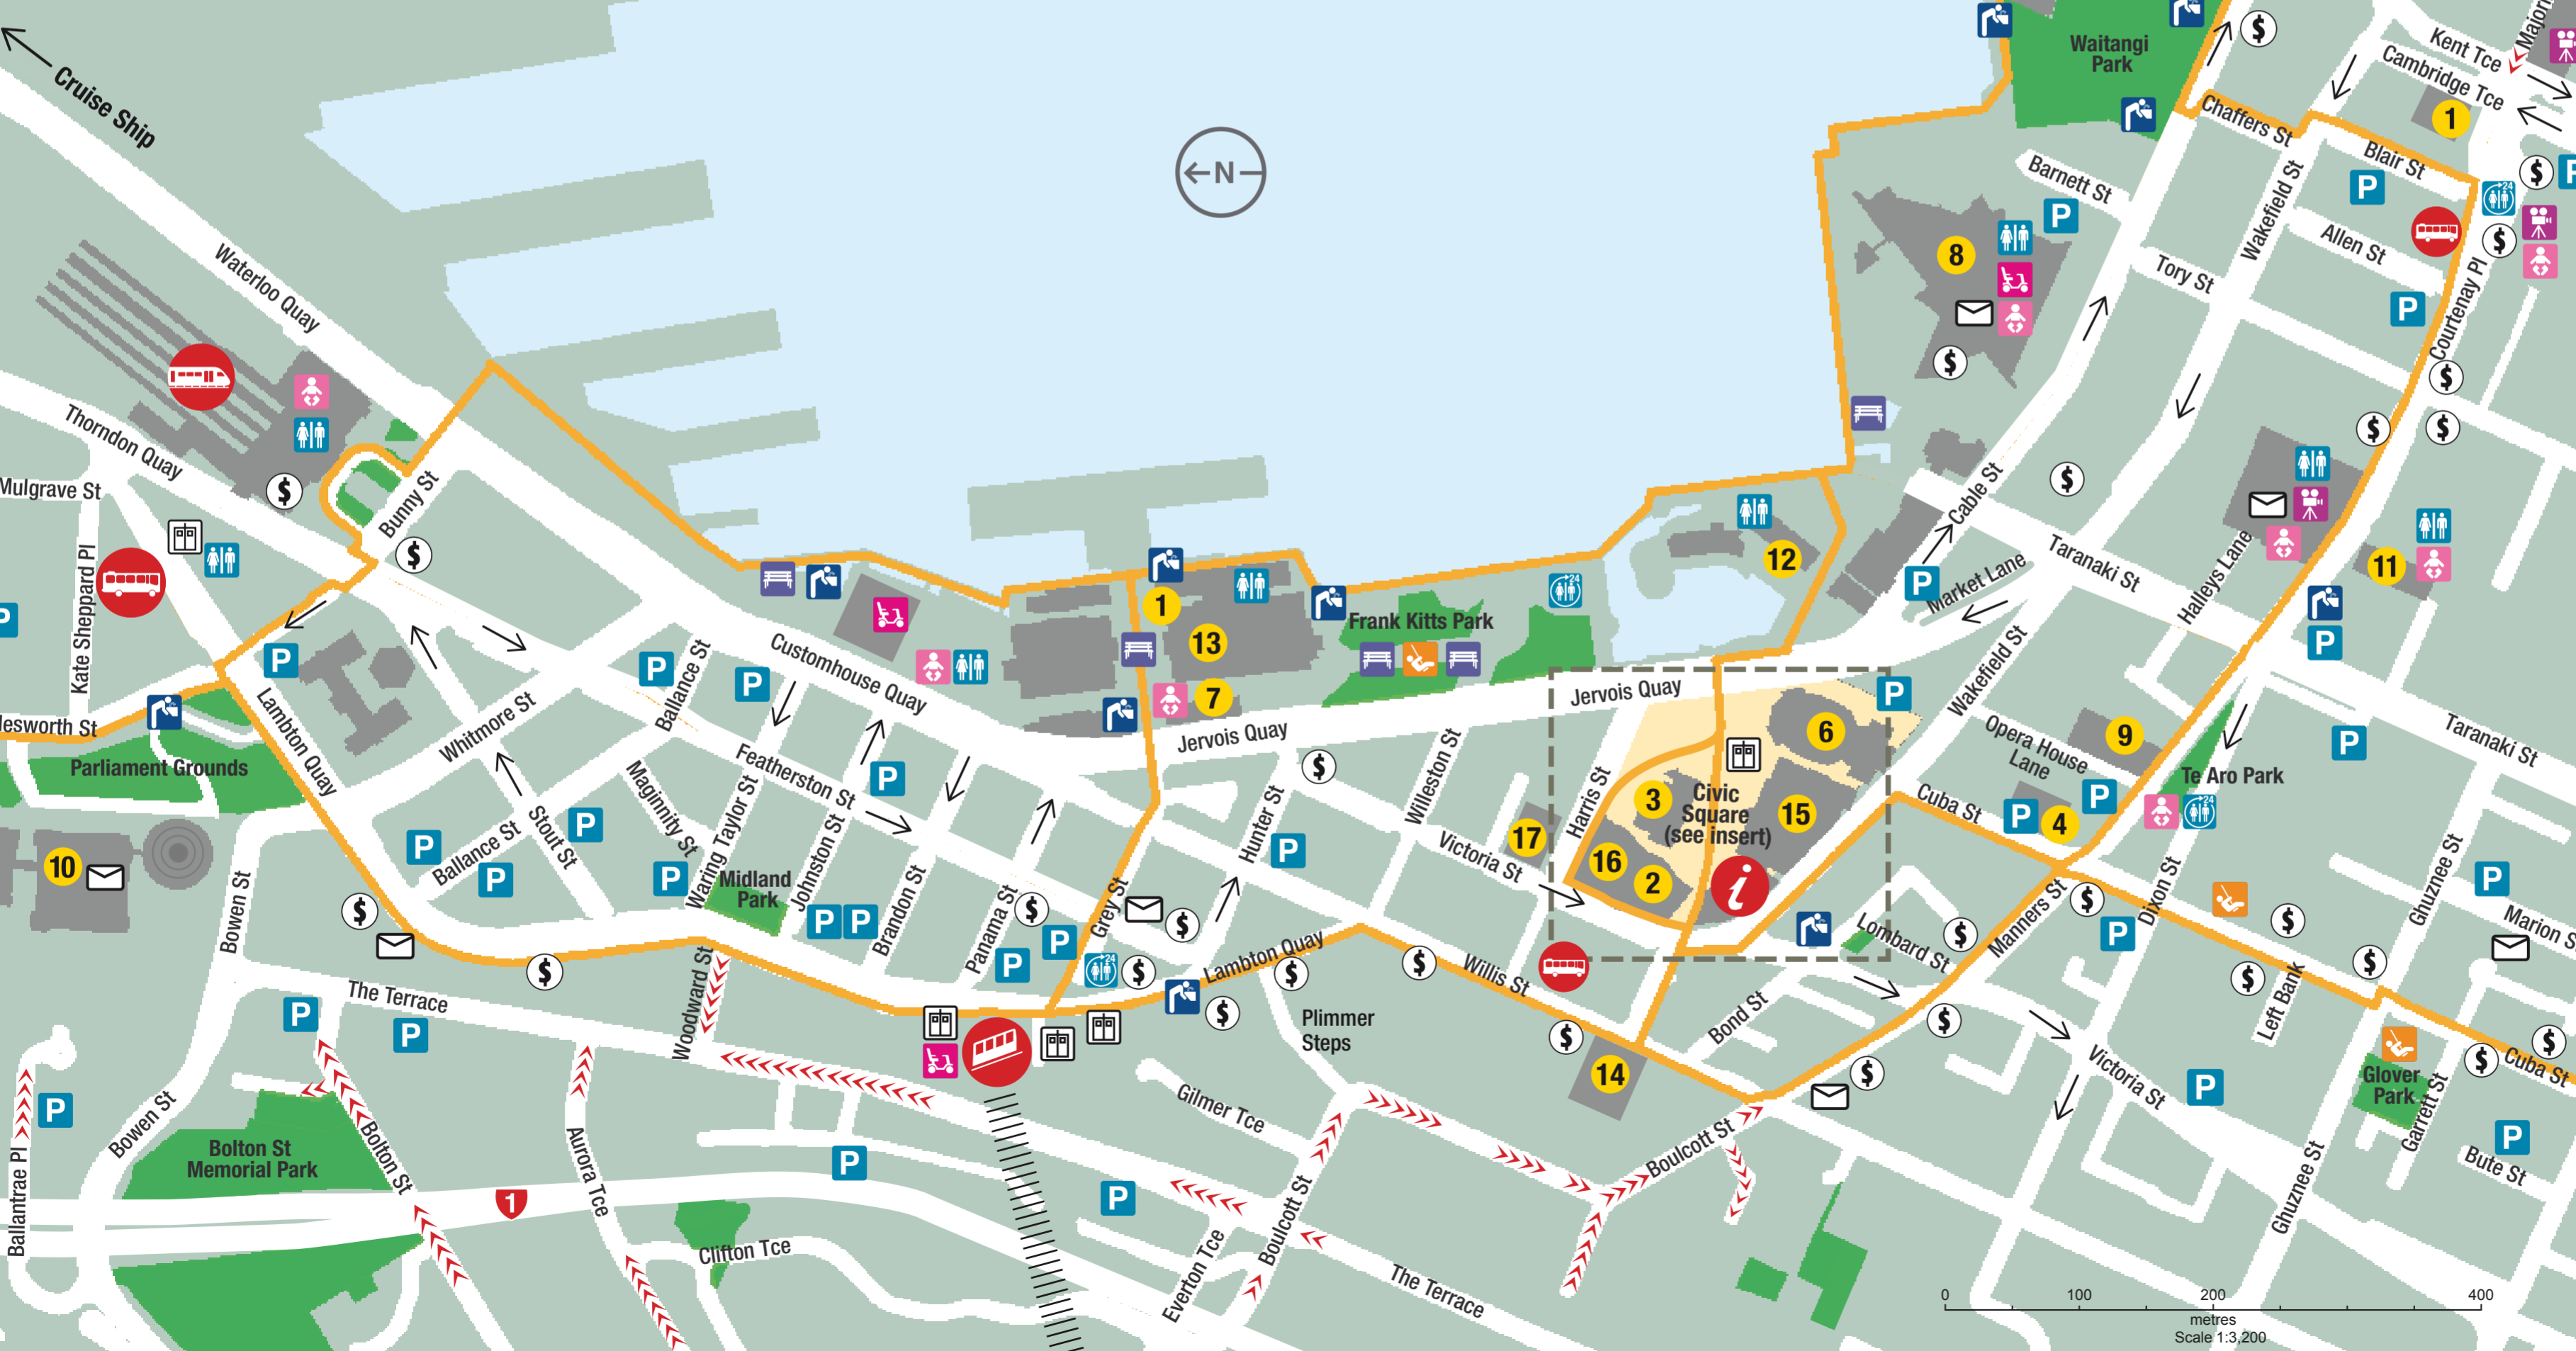 Cruise Ship
N
Waitangi
Park
Kent Tce
Cambridge Tce
Chaffers St
Blair St
Barnett St
Wakefield St
Allen St
Tory St
Courtenay Pl
Waterloo Quay
Thorndon Quay
Mulgrave St
Bunny St
Kate Sheppard Pl
lesworth St
Parliament Grounds
Lambton Quay
Whitmore St
Ballance St
Customhouse Quay
Featherston St
Maginnity St
Waring Taylor St
Johnston St
Stout St
Ballance St
Midland
Park
Brandon St
Panama St
Grey St
Hunter St
Jervois Quay
Frank Kitts Park
Jervois Quay
Willeston St
Victoria St
Harris St
Civic
Square
(see insert)
Cable St
Market Lane
Taranaki St
Halleys Lane
Wakefield St
Opera House
Lane
Te Aro Park
Taranaki St
Cuba St
Lombard St
Manners St
Dixon St
Ghuznee St
Marion S
Left Bank
Cuba St
Glover
Park
Garrett St
Bute St
Ghuznee St
Victoria St
Bond St
Willis St
Lambton Quay
Plimmer
Steps
Gilmer Tce
Boulcott St
Boulcott St
Everton Tce
The Terrace
The Terrace
Woodward St
Bowen St
Bowen St
Bolton St
Memorial Park
Bolton St
Aurora Tce
Clifton Tce
Ballantrae Pl
1
8
1
12
13
7
11
9
4
6
3
15
16
2
17
14
10
1
i
P
$
24
0 100 200 400
metres
Scale 1:3,200